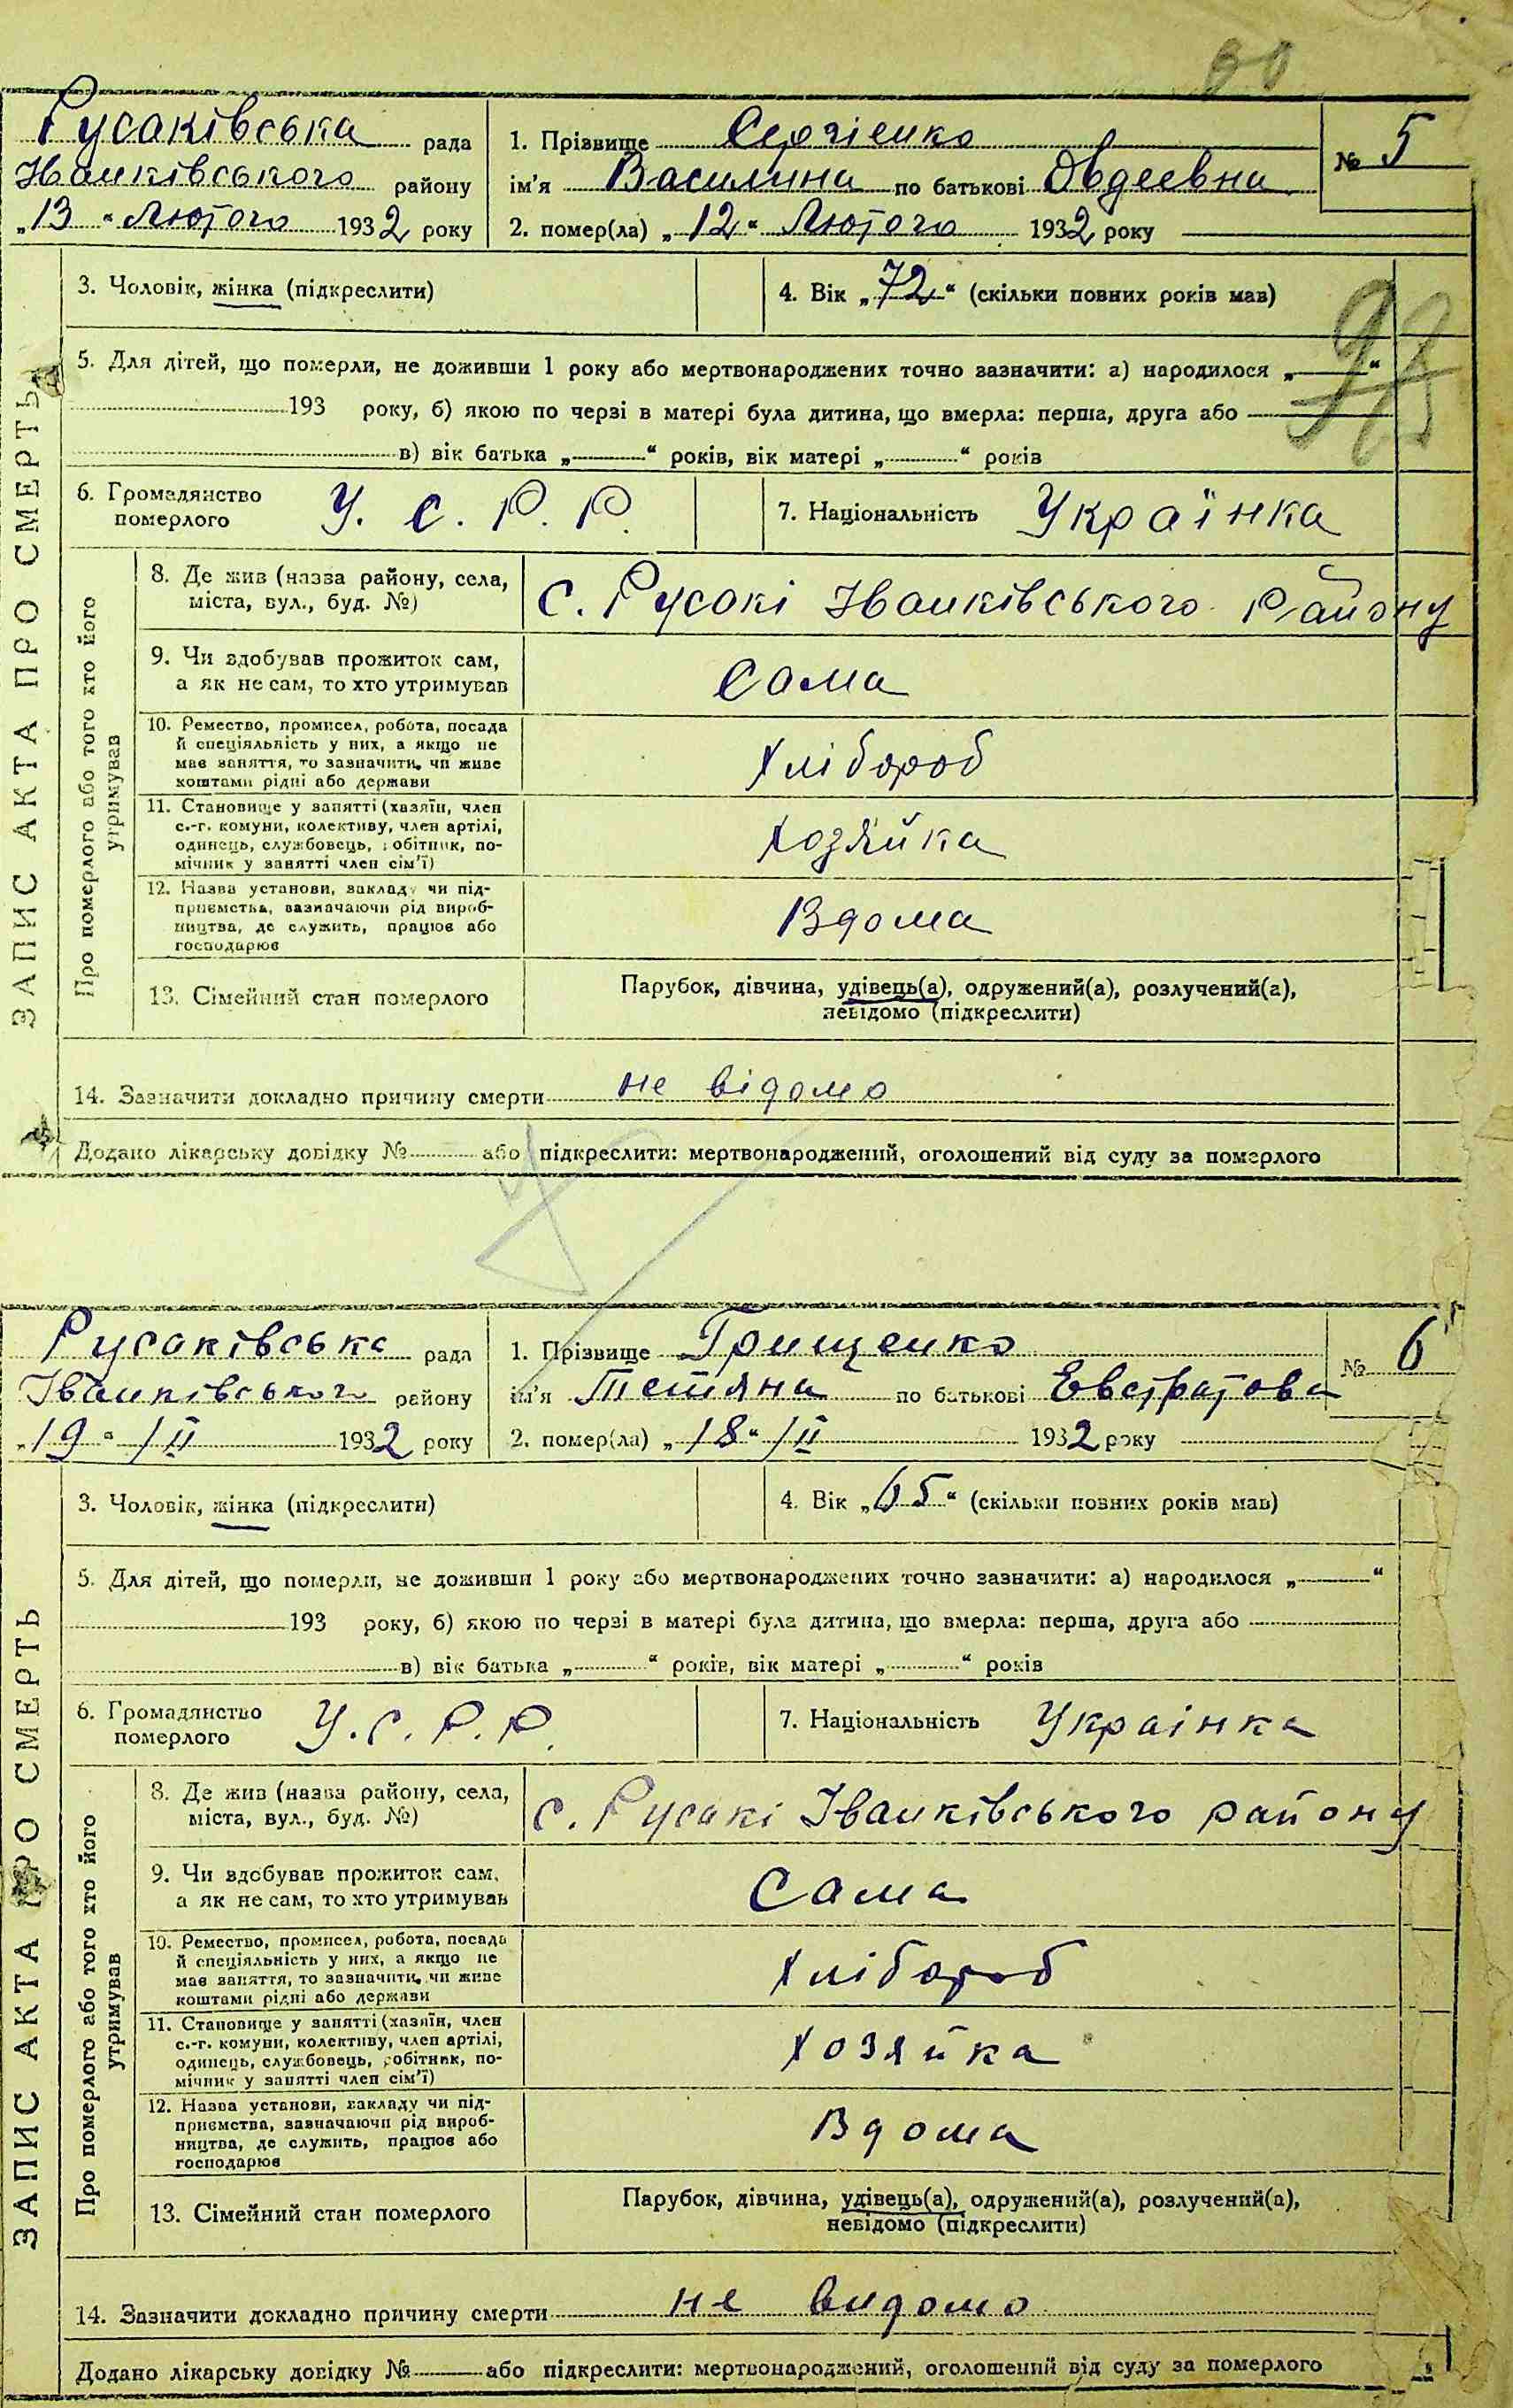 Русаківська рада
Иванківського району
„13“ Лютого 1932 року
1. Прізвище Сергіенко
ім'я Василина по батькові Овдеевна
2. помер(ла) „12“ Лютого 1932 року
№ 5
3. Чоловік, жінка (підкреслити)
4. Вік „72“ (скільки повних років мав)
5. Для дітей, що померли, не доживши 1 року або мертвонароджених точно зазначити: а) народилося „ “
193 року, б) якою по черзі в матері була дитина, що вмерла: перша, друга або
в) вік батька „ “ років, вік матері „ “ років
6. Громадянство
померлого
У. С. Р. Р.
7. Національність Українка
ЗАПИС АКТА ПРО СМЕРТЬ
Про померлого або того хто його
утримував
8. Де жив (назва району, села,
міста, вул., буд. №)
с. Русокі Иванківського Району
9. Чи здобував прожиток сам,
а як не сам, то хто утримував
Сама
10. Ремество, промисел, робота, посада
й спеціяльність у них, а якщо не
має заняття, то зазначити, чи живе
коштами рідні або держави
Хлібороб
11. Становище у занятті (хазяїн, член
с.-г. комуни, колективу, член артілі,
одинець, службовець, робітник, по-
мічник у занятті член сім'ї)
Хозяйка
12. Назва установи, закладу чи під-
приємства, зазначаючи рід вироб-
ництва, де служить, працює або
господарює
Вдома
13. Сімейний стан померлого
Парубок, дівчина, удівець(а), одружений(а), розлучений(а),
невідомо (підкреслити)
14. Зазначити докладно причину смерти не відомо
Додано лікарську довідку № або підкреслити: мертвонароджений, оголошений від суду за померлого
Русаківська рада
Іванківського району
„19“ /II 1932 року
1. Прізвище Грищенко
ім'я Тетяна по батькові Евстратова
2. помер(ла) „18“ /II 1932 року
№ 6
3. Чоловік, жінка (підкреслити)
4. Вік „65“ (скільки повних років мав)
5. Для дітей, що померли, не доживши 1 року або мертвонароджених точно зазначити: а) народилося „ “
193 року, б) якою по черзі в матері була дитина, що вмерла: перша, друга або
в) вік батька „ “ років, вік матері „ “ років
6. Громадянство
померлого
У. С. Р. Р.
7. Національність Украінка
ЗАПИС АКТА ПРО СМЕРТЬ
Про померлого або того хто його
утримував
8. Де жив (назва району, села,
міста, вул., буд. №)
с. Русакі Іванківського району
9. Чи здобував прожиток сам,
а як не сам, то хто утримував
Сама
10. Ремество, промисел, робота, посада
й спеціяльність у них, а якщо не
має заняття, то зазначити, чи живе
коштами рідні або держави
Хлібороб
11. Становище у занятті (хазяїн, член
с.-г. комуни, колективу, член артілі,
одинець, службовець, робітник, по-
мічник у занятті член сім'ї)
Хозяйка
12. Назва установи, закладу чи під-
приємства, зазначаючи рід вироб-
ництва, де служить, працює або
господарює
Вдома
13. Сімейний стан померлого
Парубок, дівчина, удівець(а), одружений(а), розлучений(а),
невідомо (підкреслити)
14. Зазначити докладно причину смерти не видомо
Додано лікарську довідку № або підкреслити: мертвонароджений, оголошений від суду за померлого